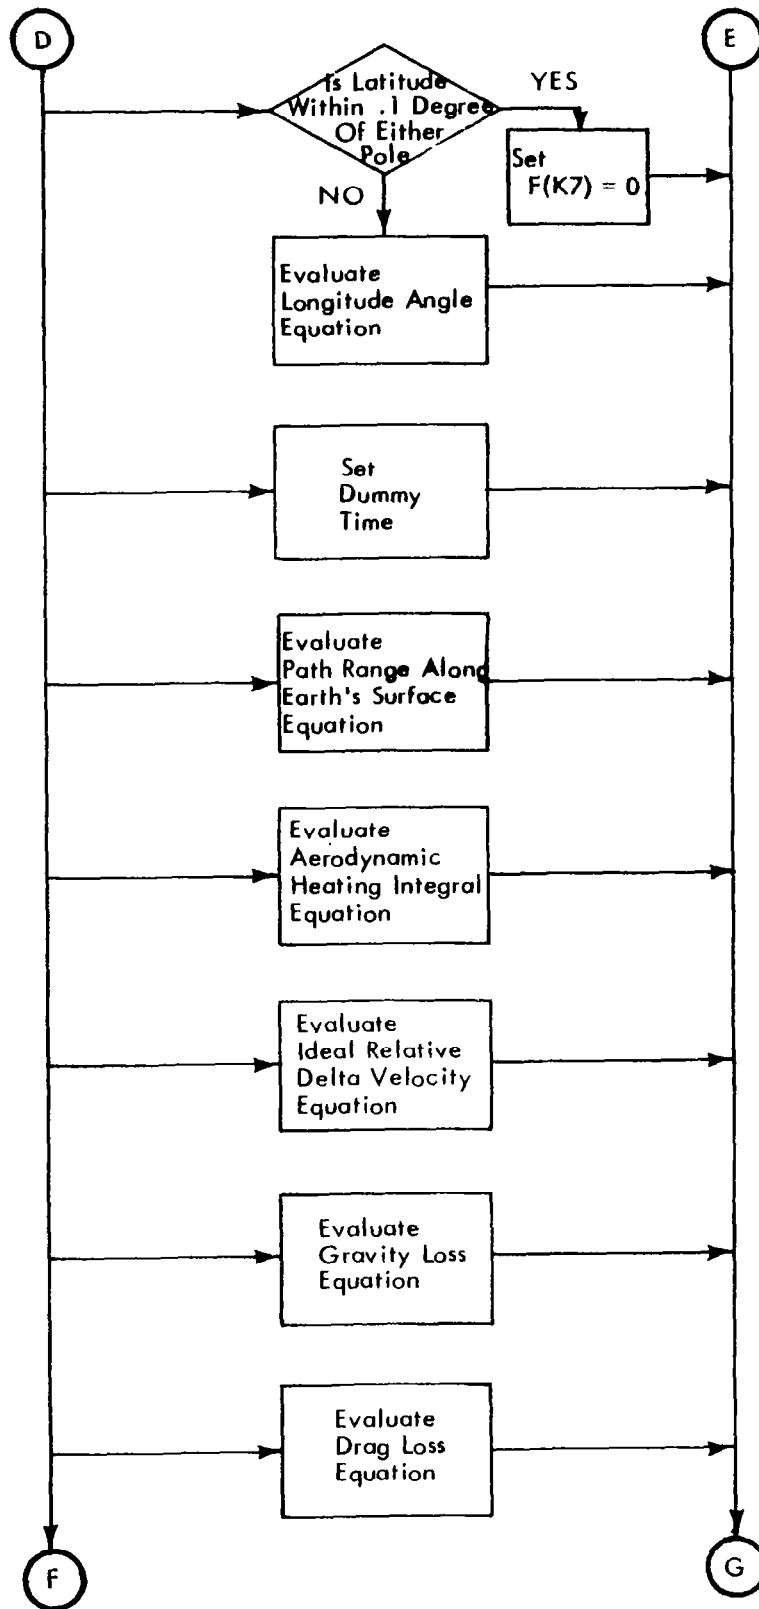 D
E
Is Latitude
Within .1 Degree
Of Either
Pole
YES
Set
F(K7) = 0
NO
Evaluate
Longitude Angle
Equation
Set
Dummy
Time
Evaluate
Path Range Along
Earth's Surface
Equation
Evaluate
Aerodynamic
Heating Integral
Equation
Evaluate
Ideal Relative
Delta Velocity
Equation
Evaluate
Gravity Loss
Equation
Evaluate
Drag Loss
Equation
F
G